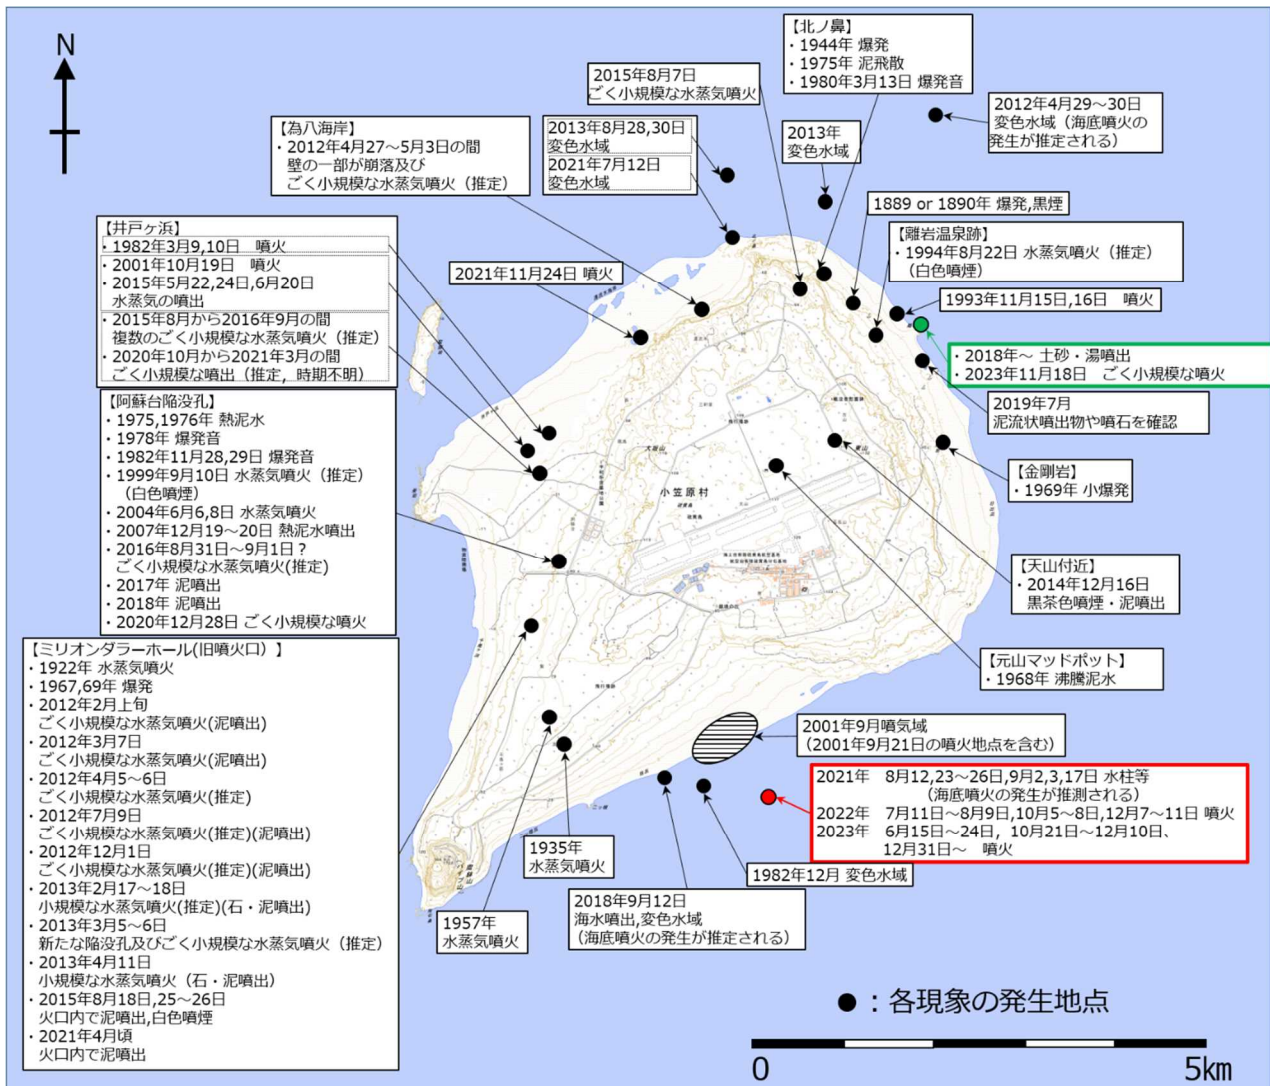 N
【北ノ鼻】
・1944年 爆発
・1975年 泥飛散
・1980年3月13日 爆発音
2015年8月7日
ごく小規模な水蒸気噴火
2012年4月29～30日
変色水域（海底噴火の
発生が推定される）
【為八海岸】
・2012年4月27～5月3日の間
壁の一部が崩落及び
ごく小規模な水蒸気噴火（推定）
2013年8月28,30日
変色水域
2021年7月12日
変色水域
2013年
変色水域
1889 or 1890年 爆発,黒煙
【離岩温泉跡】
・1994年8月22日 水蒸気噴火（推定）
（白色噴煙）
【井戸ヶ浜】
・1982年3月9,10日　噴火
・2001年10月19日　噴火
・2015年5月22,24日,6月20日
水蒸気の噴出
・2015年8月から2016年9月の間
複数のごく小規模な水蒸気噴火（推定）
・2020年10月から2021年3月の間
ごく小規模な噴出（推定，時期不明）
2021年11月24日 噴火
1993年11月15日,16日　噴火
・2018年～ 土砂・湯噴出
・2023年11月18日　ごく小規模な噴火
2019年7月
泥流状噴出物や噴石を確認
【阿蘇台陥没孔】
・1975,1976年 熱泥水
・1978年 爆発音
・1982年11月28,29日 爆発音
・1999年9月10日 水蒸気噴火（推定）
（白色噴煙）
・2004年6月6,8日 水蒸気噴火
・2007年12月19～20日 熱泥水噴出
・2016年8月31日～9月1日？
ごく小規模な水蒸気噴火(推定)
・2017年 泥噴出
・2018年 泥噴出
・2020年12月28日 ごく小規模な噴火
【金剛岩】
・1969年 小爆発
大坂山
小笠原村
【天山付近】
・2014年12月16日
黒茶色噴煙・泥噴出
【ミリオンダラーホール(旧噴火口）】
・1922年 水蒸気噴火
・1967,69年 爆発
・2012年2月上旬
ごく小規模な水蒸気噴火(泥噴出)
・2012年3月7日
ごく小規模な水蒸気噴火(泥噴出)
・2012年4月5～6日
ごく小規模な水蒸気噴火(推定)
・2012年7月9日
ごく小規模な水蒸気噴火(推定)(泥噴出)
・2012年12月1日
ごく小規模な水蒸気噴火(推定)(泥噴出)
・2013年2月17～18日
小規模な水蒸気噴火(推定)(石・泥噴出)
・2013年3月5～6日
新たな陥没孔及びごく小規模な水蒸気噴火（推定）
・2013年4月11日
小規模な水蒸気噴火（石・泥噴出）
・2015年8月18日,25～26日
火口内で泥噴出,白色噴煙
・2021年4月頃
火口内で泥噴出
【元山マッドポット】
・1968年 沸騰泥水
2001年9月噴気域
（2001年9月21日の噴火地点を含む）
2021年　8月12,23～26日,9月2,3,17日 水柱等
（海底噴火の発生が推測される）
2022年　7月11日～8月9日,10月5～8日,12月7～11日 噴火
2023年　6月15日～24日，10月21日～12月10日、
12月31日～　噴火
1935年
水蒸気噴火
1982年12月 変色水域
1957年
水蒸気噴火
2018年9月12日
海水噴出,変色水域
（海底噴火の発生が推定される）
●：各現象の発生地点
0
5km